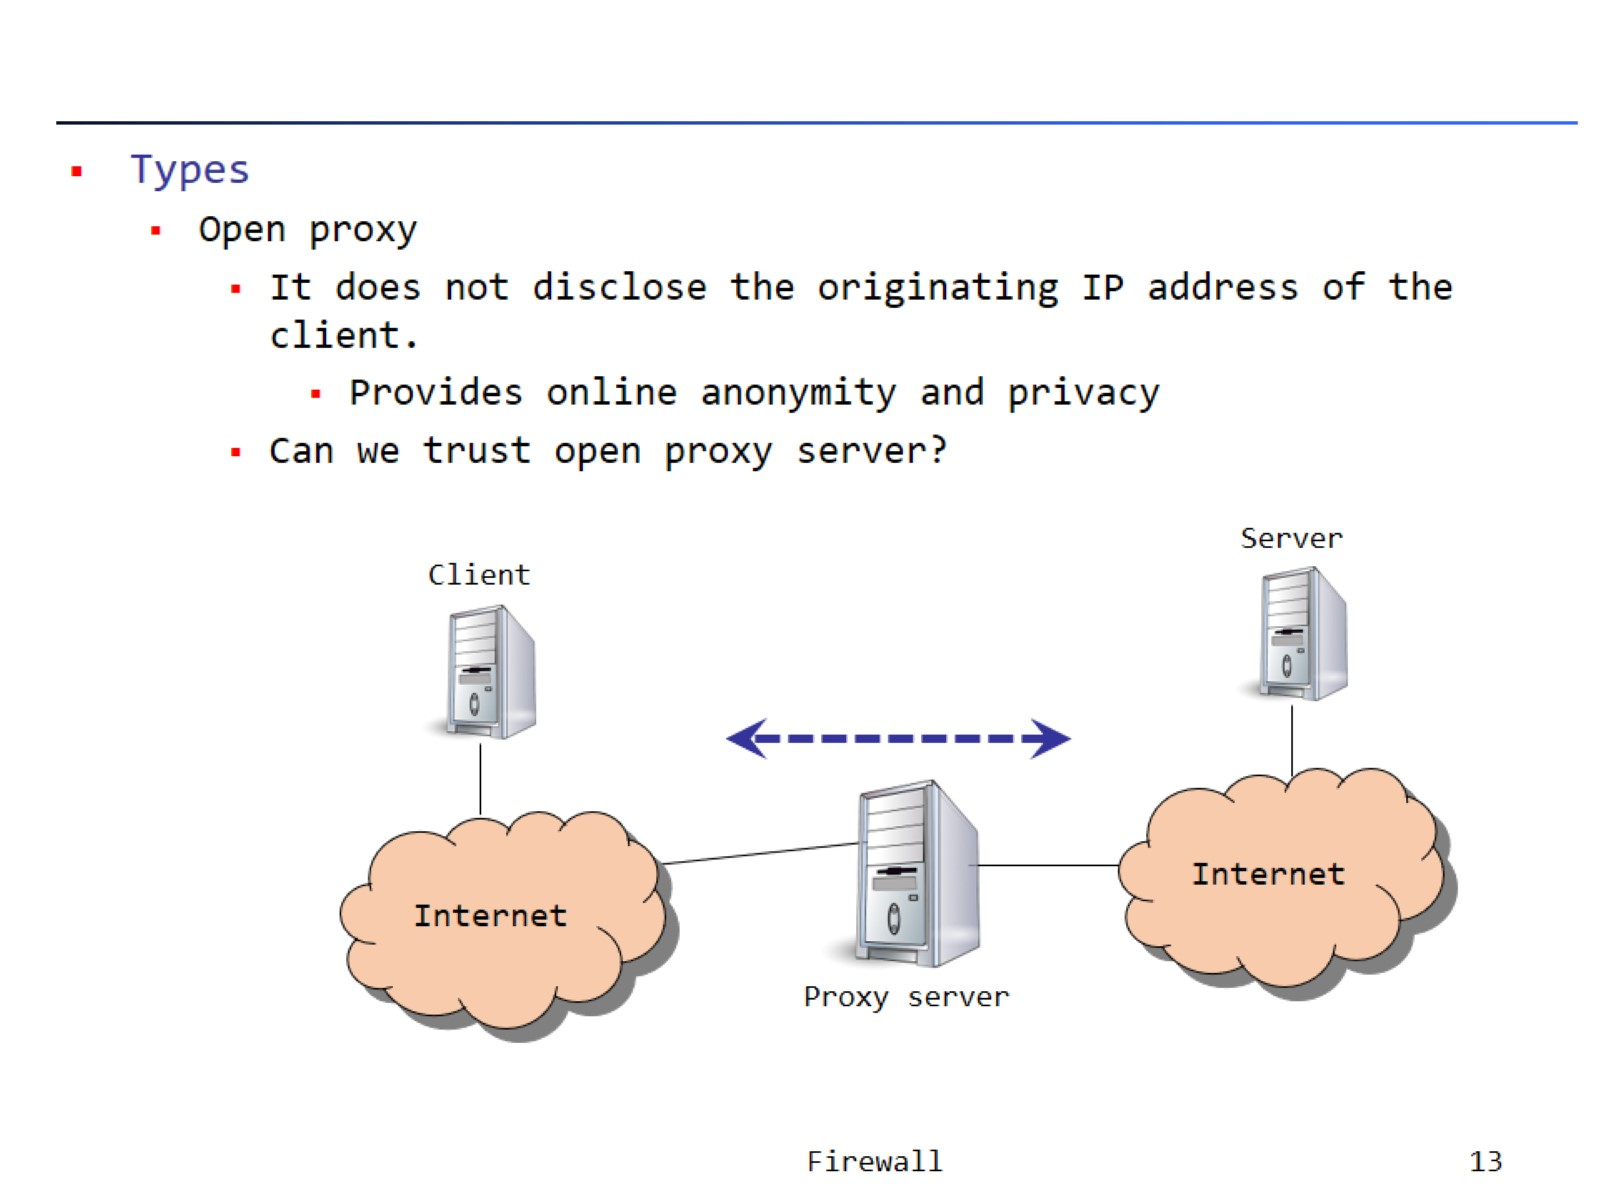 Types
Open proxy
It does not disclose the originating IP address of the
client.
Provides online anonymity and privacy
Can we trust open proxy server?
Server
Client
Internet
Internet
Proxy server
Firewall
13